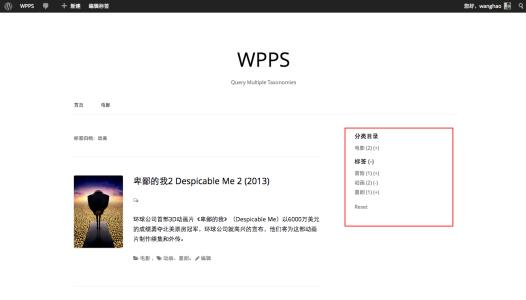 WPPS 新建 编辑标签 您好，wanghao
WPPS
Query Multiple Taxonomies
首页 电影
标签归档：动画
卑鄙的我2 Despicable Me 2 (2013)
环球公司首部3D动画片《卑鄙的我》（Despicable Me）以6000万美元
的成绩勇夺北美票房冠军，环球公司就高兴的宣布，他们将为这部动画
片制作续集和外传。
电影，动画、喜剧。编辑
分类目录
电影 (2) (+)
标签 (-)
冒险 (1) (+)
动画 (2) (-)
喜剧 (1) (+)
Reset